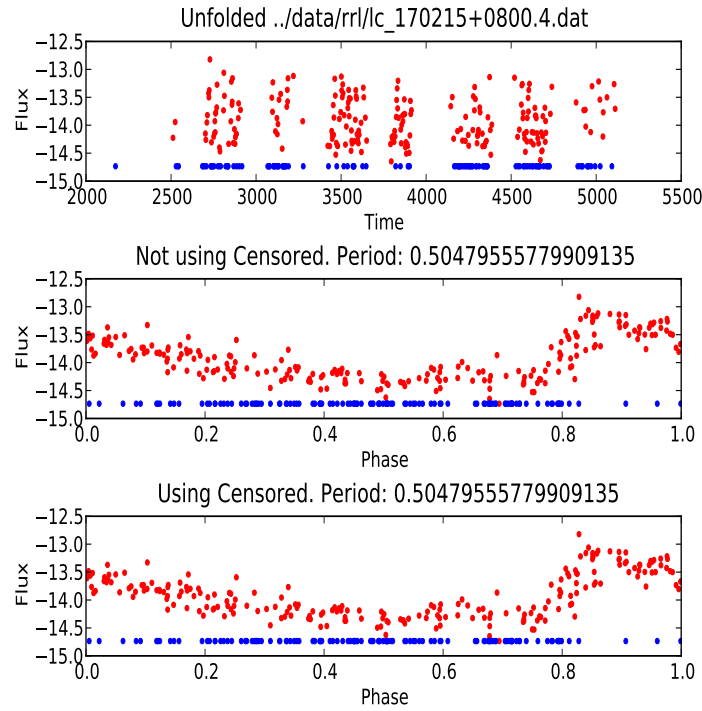 Unfolded ../data/rrl/lc_170215+0800.4.dat
−12.5
−13.0
−13.5
−14.0
−14.5
−15.0
Flux
2000 2500 3000 3500 4000 4500 5000 5500
Time
Not using Censored. Period: 0.50479555779909135
−12.5
−13.0
−13.5
−14.0
−14.5
−15.0
Flux
0.0 0.2 0.4 0.6 0.8 1.0
Phase
Using Censored. Period: 0.50479555779909135
−12.5
−13.0
−13.5
−14.0
−14.5
−15.0
Flux
0.0 0.2 0.4 0.6 0.8 1.0
Phase